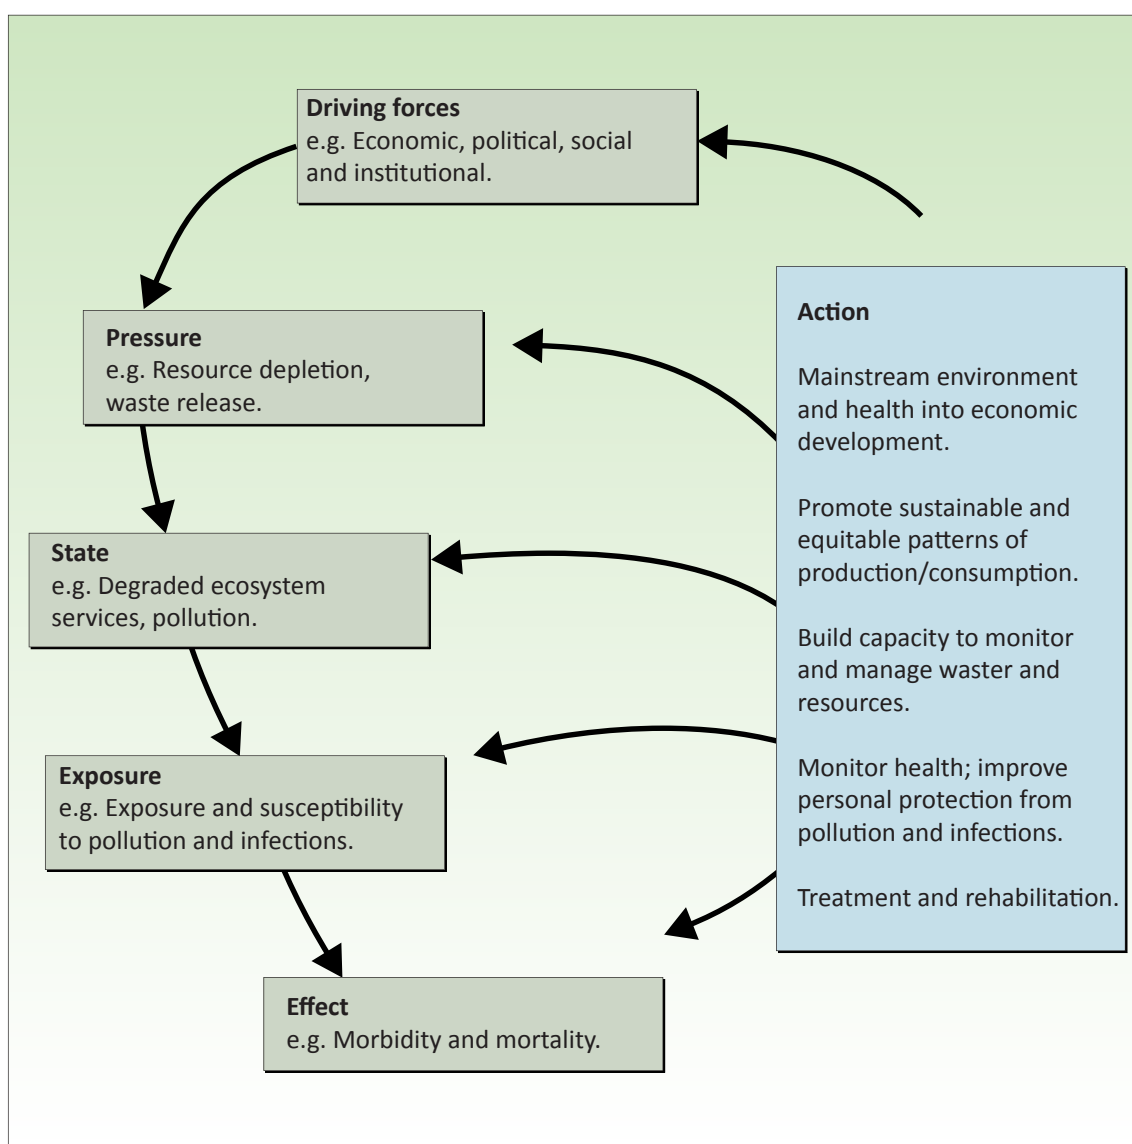 Driving forces
e.g. Economic, political, social
and institutional.
Pressure
e.g. Resource depletion,
waste release.
State
e.g. Degraded ecosystem
services, pollution.
Exposure
e.g. Exposure and susceptibility
to pollution and infections.
Effect
e.g. Morbidity and mortality.
Action
Mainstream environment
and health into economic
development.
Promote sustainable and
equitable patterns of
production/consumption.
Build capacity to monitor
and manage waster and
resources.
Monitor health; improve
personal protection from
pollution and infections.
Treatment and rehabilitation.